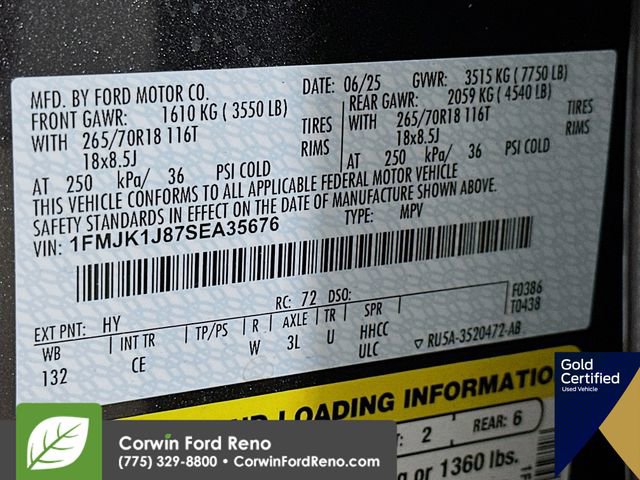 MFD. BY FORD MOTOR CO.
DATE: 06/25 GVWR: 3515 KG ( 7750 LB)
FRONT GAWR: 1610 KG ( 3550 LB)
REAR GAWR: 2059 KG ( 4540 LB)
WITH 265/70R18 116T TIRES
WITH 265/70R18 116T TIRES
18x8.5J RIMS
18x8.5J RIMS
AT 250 kPa/ 36 PSI COLD
AT 250 kPa/ 36 PSI COLD
THIS VEHICLE CONFORMS TO ALL APPLICABLE FEDERAL MOTOR VEHICLE
SAFETY STANDARDS IN EFFECT ON THE DATE OF MANUFACTURE SHOWN ABOVE.
VIN: 1FMJK1J87SEA35676 TYPE: MPV
RC: 72 DSO:
F0386
T0438
EXT PNT: HY
WB INT TR TP/PS R AXLE TR SPR
132 CE W 3L U HHCC
ULC
RU5A-3520472-AB
LOADING INFORMATIO
2 REAR: 6
or 1360 lbs.
Gold
Certified
Used Vehicle
Corwin Ford Reno
(775) 329-8800 • CorwinFordReno.com